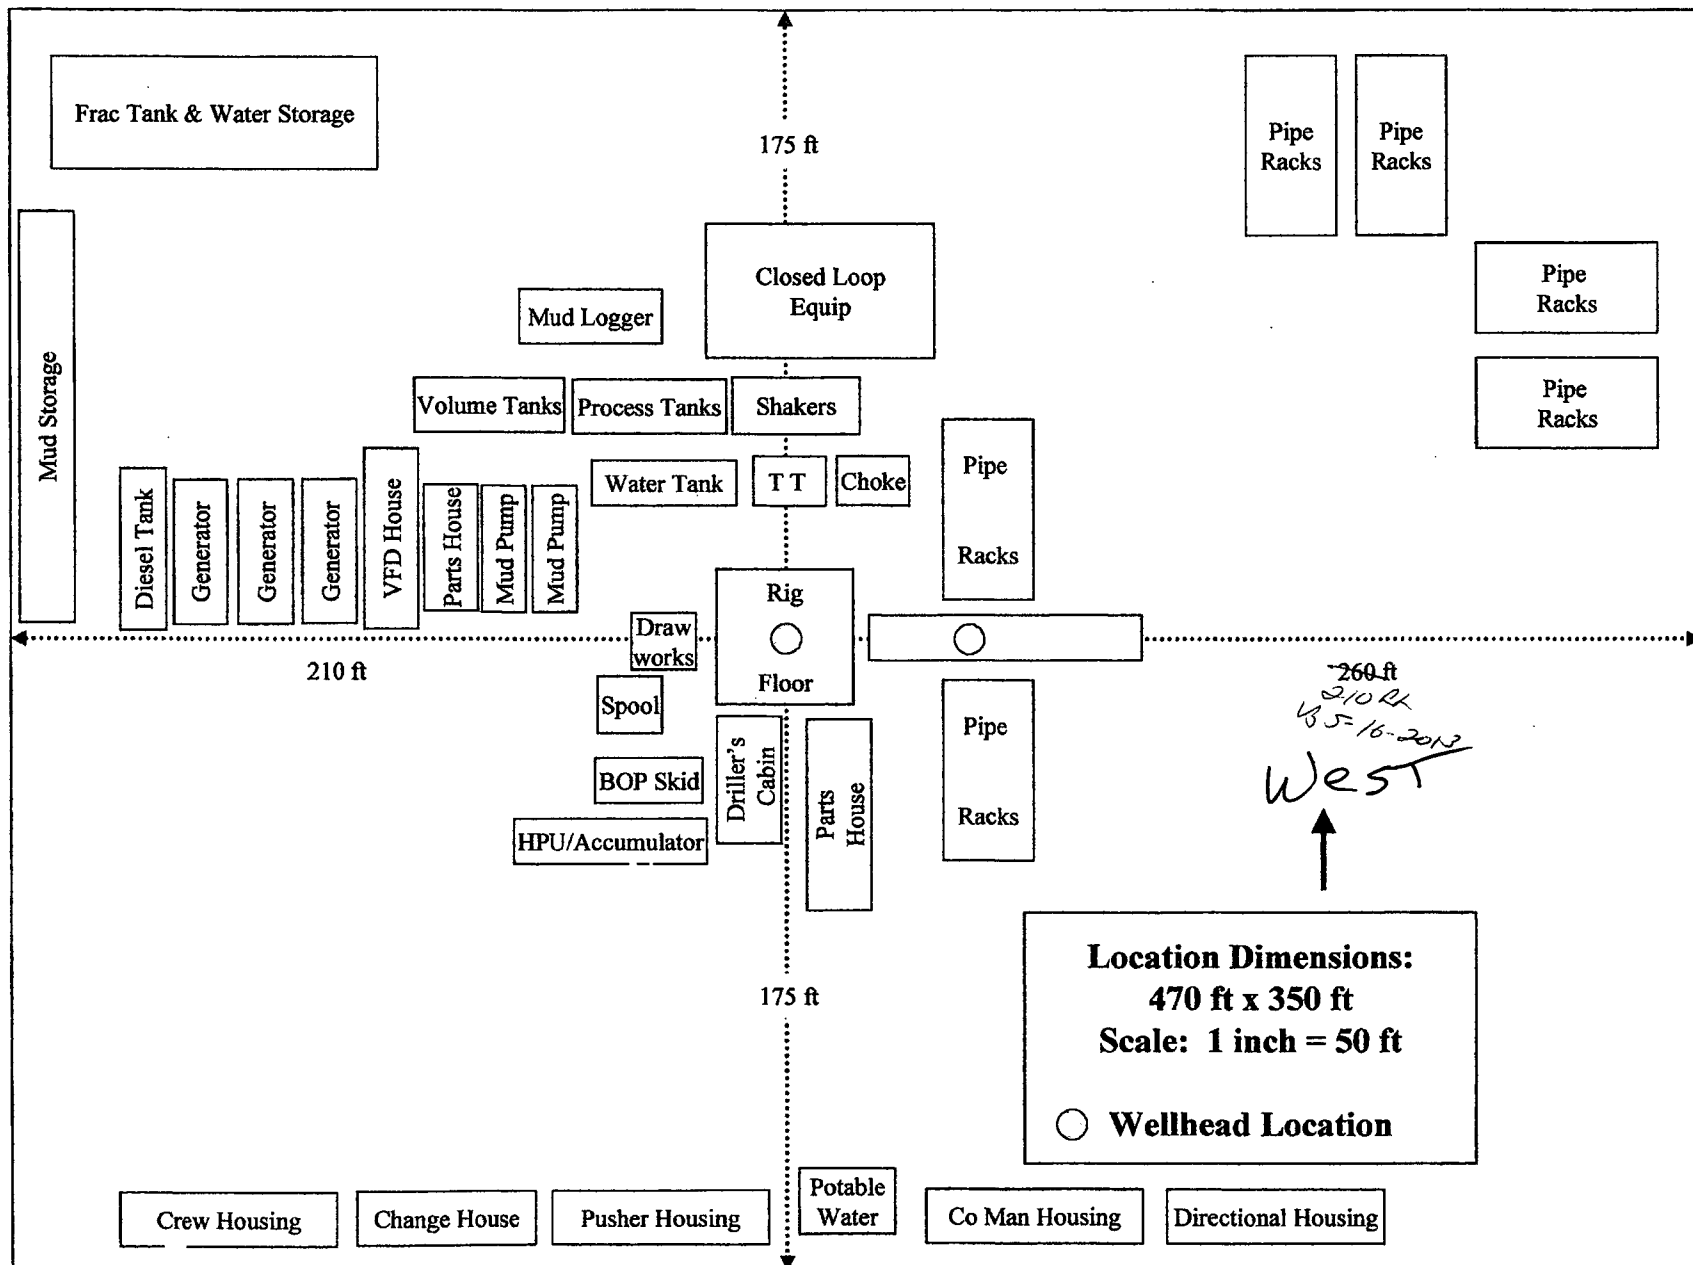 175 ft
Frac Tank & Water Storage
Pipe
Racks
Pipe
Racks
Closed Loop
Equip
Pipe
Racks
Mud Logger
Pipe
Racks
Mud Storage
Volume Tanks
Process Tanks
Shakers
Diesel Tank
Generator
Generator
Generator
VFD House
Parts House
Mud Pump
Mud Pump
Water Tank
T T
Choke
Pipe
Racks
Draw
works
Rig
Floor
210 ft
260 ft
5-16-2013
West
Spool
BOP Skid
HPU/Accumulator
Driller's
Cabin
Parts
House
Pipe
Racks
175 ft
Location Dimensions:
470 ft x 350 ft
Scale: 1 inch = 50 ft
Wellhead Location
Crew Housing
Change House
Pusher Housing
Potable
Water
Co Man Housing
Directional Housing